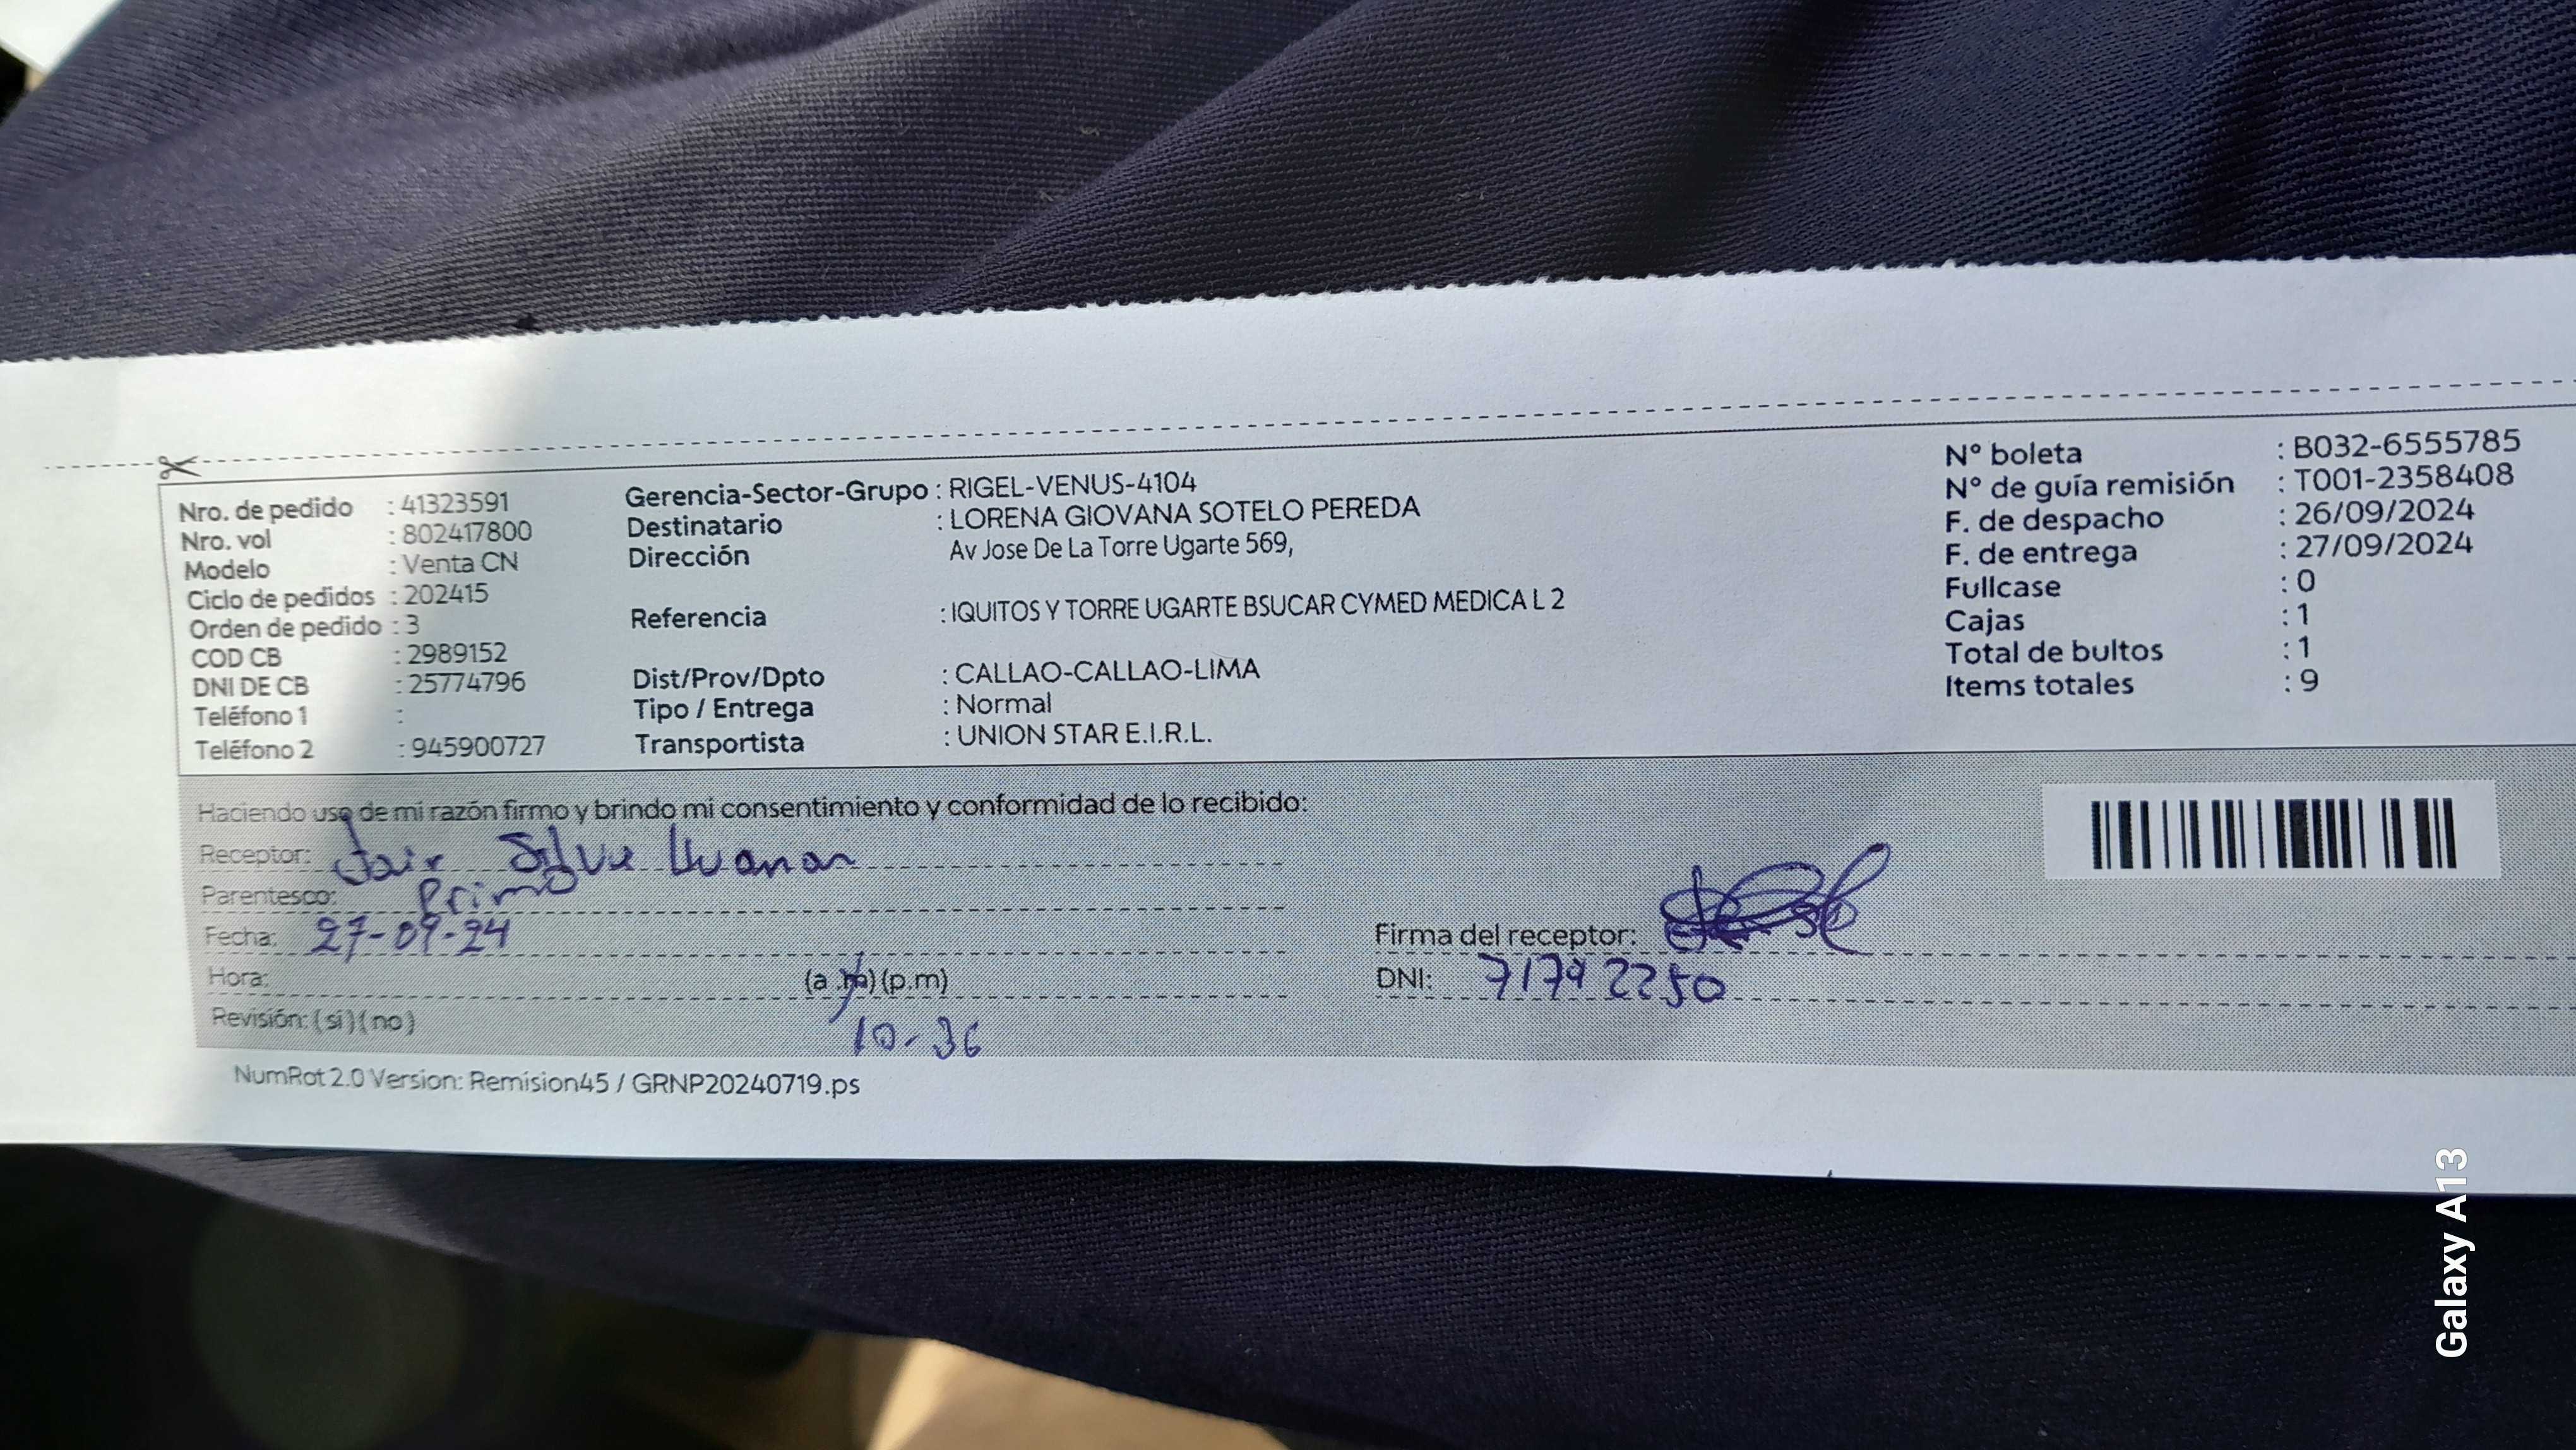 Nro. de pedido : 41323591
Nro. vol : 802417800
Modelo : Venta CN
Ciclo de pedidos : 202415
Orden de pedido : 3
COD CB : 2989152
DNI DE CB : 25774796
Teléfono 1 :
Teléfono 2 : 945900727
Gerencia-Sector-Grupo : RIGEL-VENUS-4104
Destinatario : LORENA GIOVANA SOTELO PEREDA
Dirección Av Jose De La Torre Ugarte 569,
Referencia : IQUITOS Y TORRE UGARTE BSUCAR CYMED MEDICA L 2
Dist/Prov/Dpto : CALLAO-CALLAO-LIMA
Tipo / Entrega : Normal
Transportista : UNION STAR E.I.R.L.
N° boleta : B032-6555785
N° de guía remisión : T001-2358408
F. de despacho : 26/09/2024
F. de entrega : 27/09/2024
Fullcase : 0
Cajas : 1
Total de bultos : 1
Items totales : 9
Haciendo uso de mi razón firmo y brindo mi consentimiento y conformidad de lo recibido:
Receptor: Jair
Parentesco: Primo
Fecha: 27-09-24
Hora: (a.m)(p.m)
10-36
Revisión: (si)(no)
Firma del receptor:
DNI: 71792250
NumRot 2.0 Version: Remision45 / GRNP20240719.ps
Galaxy A13